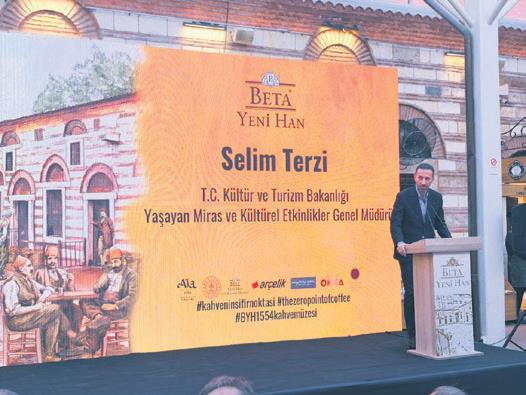 BETA
YENİ HAN
Selim Terzi
T.C. Kültür ve Turizm Bakanlığı
Yaşayan Miras ve Kültürel Etkinlikler Genel Müdürü
arçelik
#kahveninsıfırnoktası #thezeropointofcoffee
#BYH1554kahvemüzesi
BETA
YENİ HAN